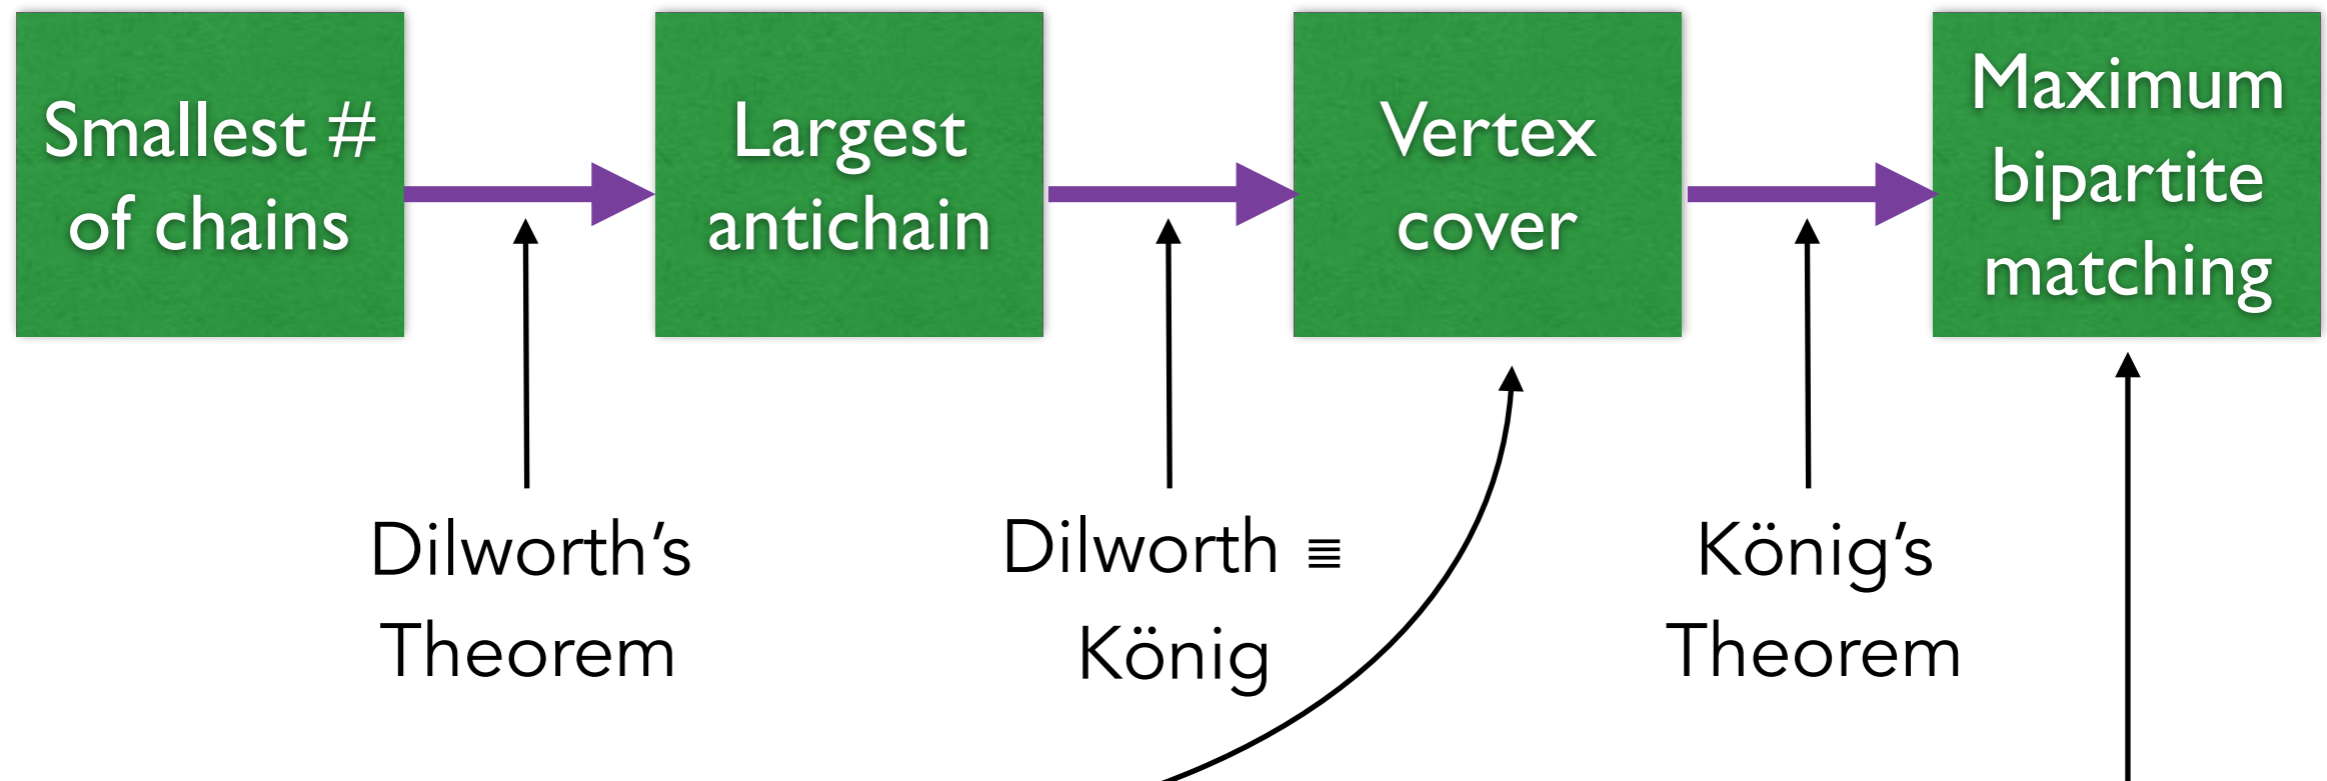 Smallest #
of chains
Largest
antichain
Vertex
cover
Maximum
bipartite
matching
Dilworth’s
Theorem
Dilworth ≣
König
König’s
Theorem